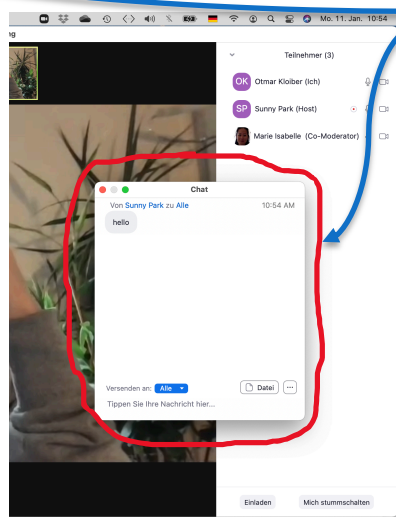 Mo. 11. Jan. 10:54
ng
Teilnehmer (3)
OK Otmar Kloiber (Ich)
SP Sunny Park (Host)
Marie Isabelle (Co-Moderator)
Chat
Von Sunny Park zu Alle 10:54 AM
hello
Versenden an: Alle Datei ...
Tippen Sie Ihre Nachricht hier...
Einladen Mich stummschalten